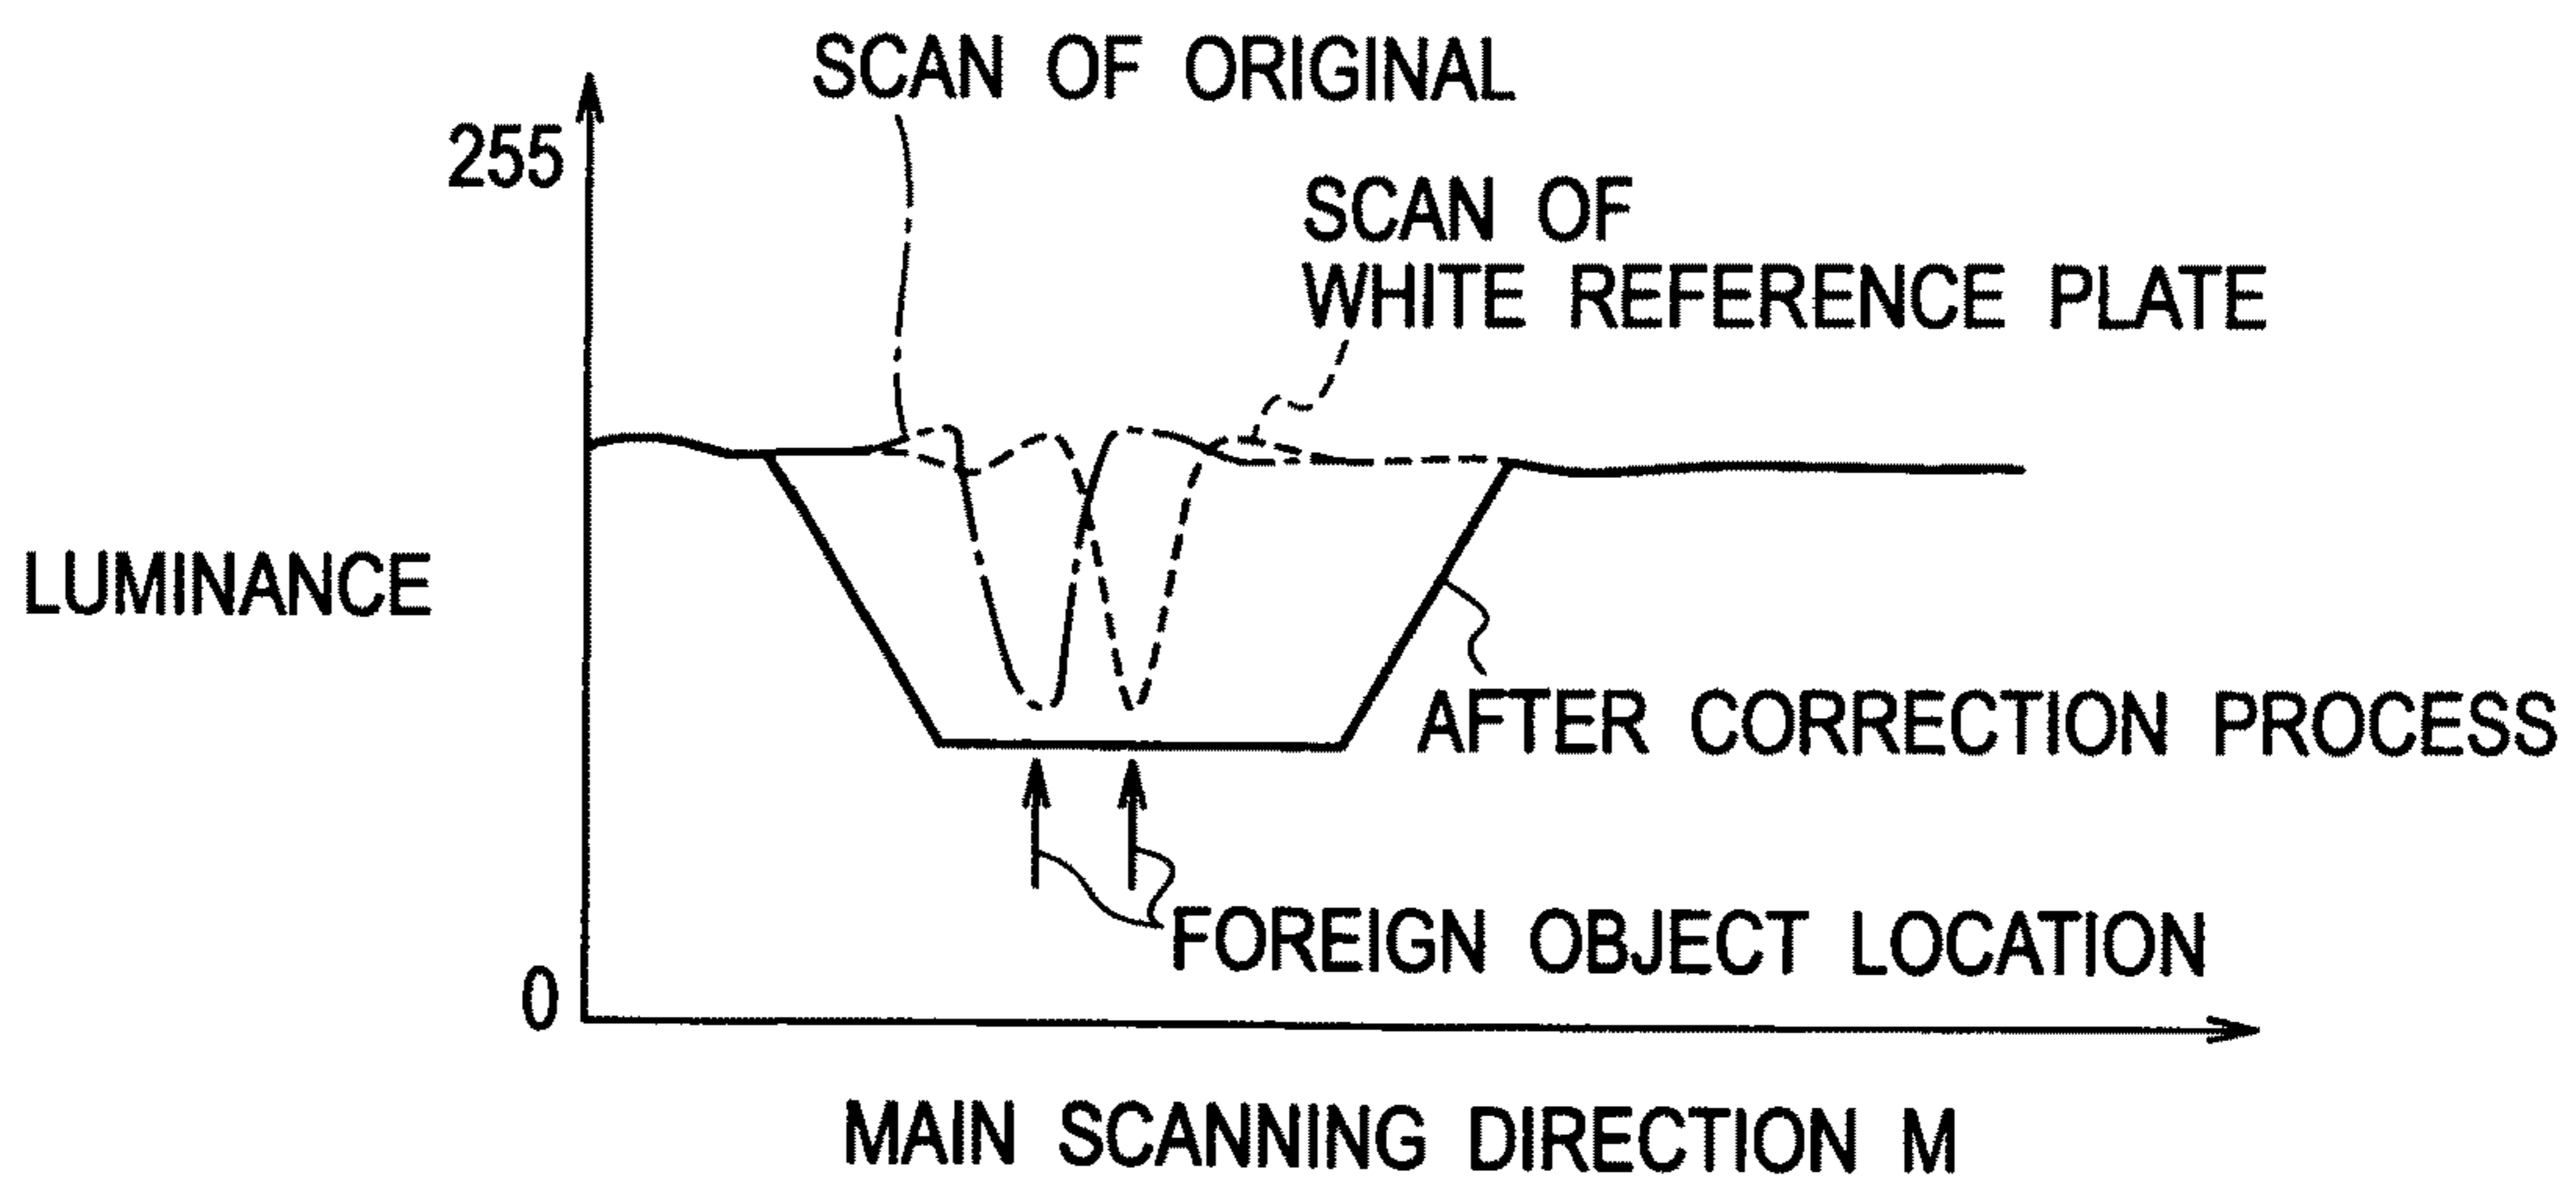 SCAN OF ORIGINAL
255
SCAN OF
WHITE REFERENCE PLATE
LUMINANCE
AFTER CORRECTION PROCESS
FOREIGN OBJECT LOCATION
0
MAIN SCANNING DIRECTION M